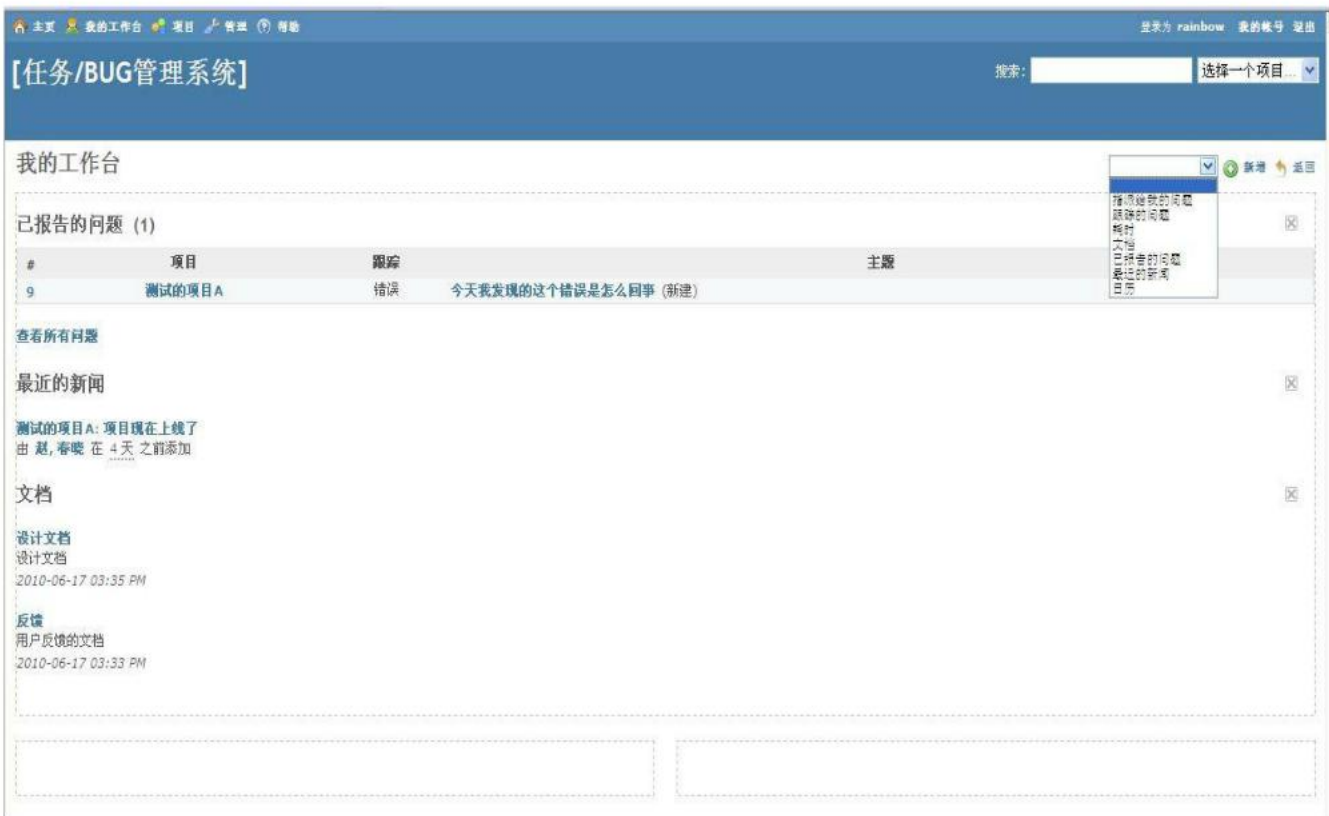 主页 我的工作台 项目 管理 帮助 登录为 rainbow 我的帐号 退出
[任务/BUG管理系统] 搜索: 选择一个项目...
我的工作台 新增 返回
指派给我的问题
跟踪的问题
耗时
文档
已报告的问题
最近的新闻
日历
已报告的问题 (1)
# 项目 跟踪 主题
9 测试的项目A 错误 今天我发现的这个错误是怎么回事 (新建)
查看所有问题
最近的新闻
测试的项目A: 项目现在上线了
由 赵, 春晓 在 4 天 之前添加
文档
设计文档
设计文档
2010-06-17 03:35 PM
反馈
用户反馈的文档
2010-06-17 03:33 PM